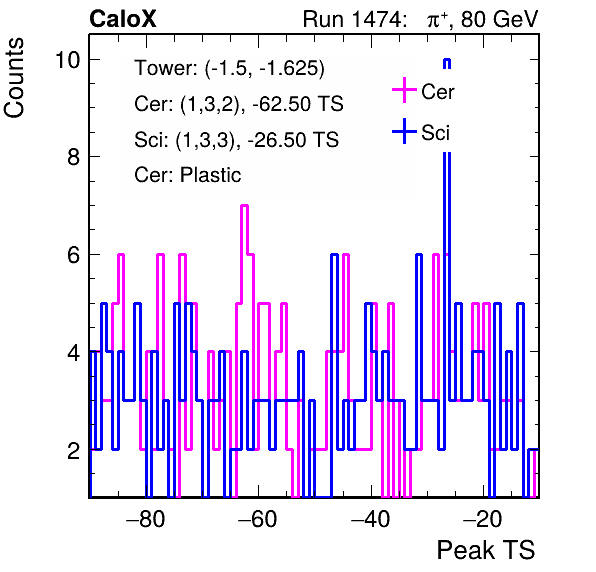 CaloX Run 1474: π⁺, 80 GeV
Counts
Tower: (-1.5, -1.625)
Cer: (1,3,2), -62.50 TS
Sci: (1,3,3), -26.50 TS
Cer: Plastic
Cer
Sci
10
8
6
4
2
−80 −60 −40 −20
Peak TS